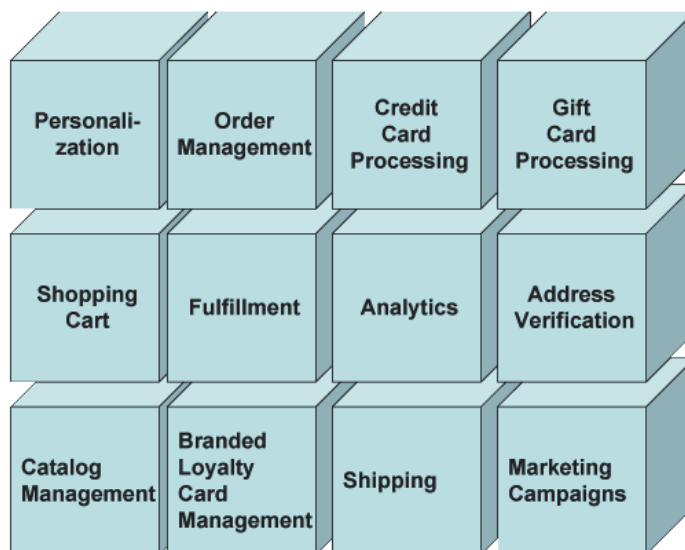 Personali-
zation
Order
Management
Credit
Card
Processing
Gift
Card
Processing
Shopping
Cart
Fulfillment
Analytics
Address
Verification
Catalog
Management
Branded
Loyalty
Card
Management
Shipping
Marketing
Campaigns